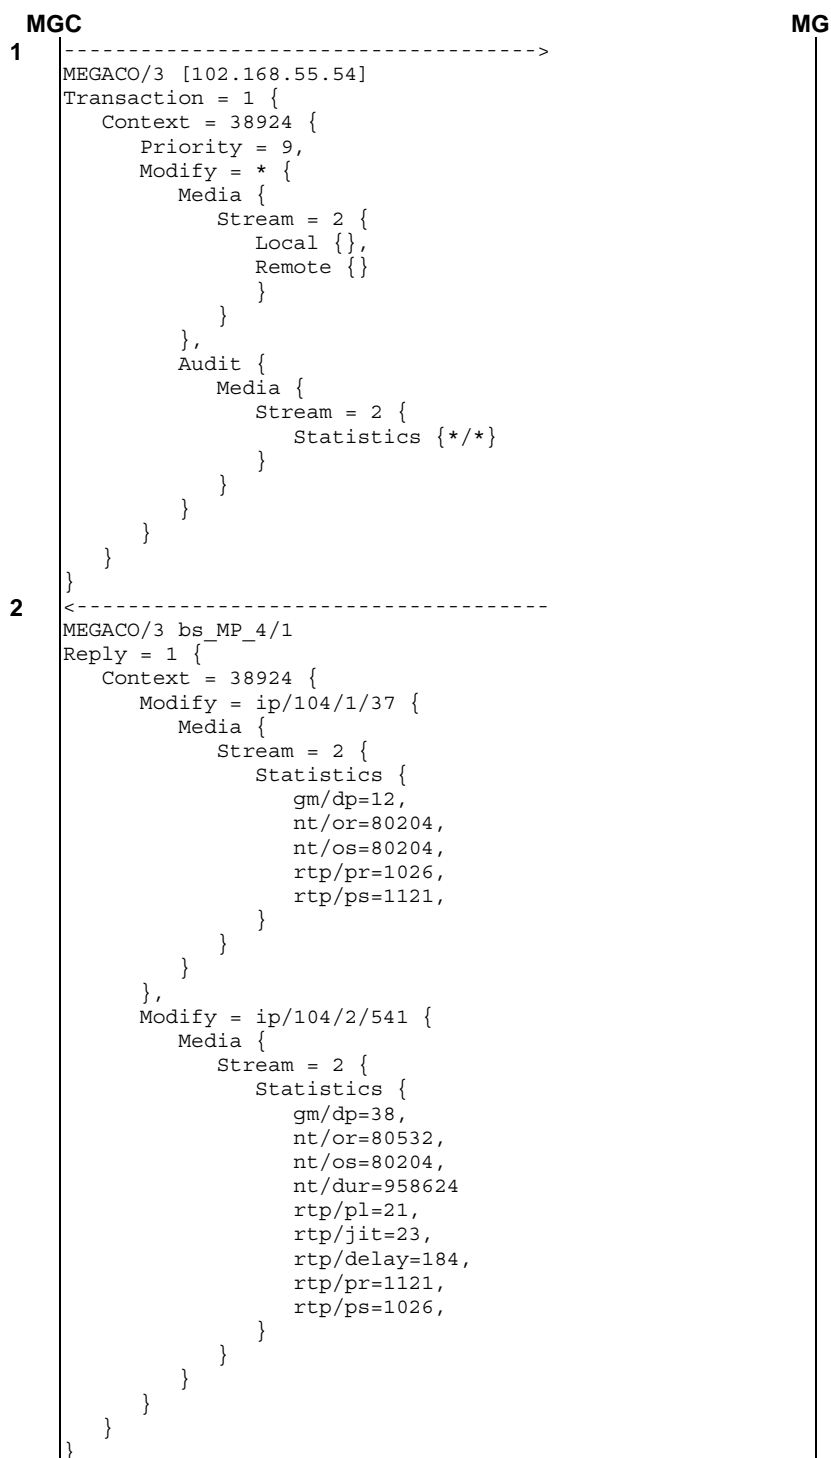 MGC MG
1 ------------------------------------->
MEGACO/3 [102.168.55.54]
Transaction = 1 {
Context = 38924 {
Priority = 9,
Modify = * {
Media {
Stream = 2 {
Local {},
Remote {}
}
}
},
Audit {
Media {
Stream = 2 {
Statistics {*/*}
}
}
}
}
}
}
2 <-------------------------------------
MEGACO/3 bs_MP_4/1
Reply = 1 {
Context = 38924 {
Modify = ip/104/1/37 {
Media {
Stream = 2 {
Statistics {
gm/dp=12,
nt/or=80204,
nt/os=80204,
rtp/pr=1026,
rtp/ps=1121,
}
}
}
},
Modify = ip/104/2/541 {
Media {
Stream = 2 {
Statistics {
gm/dp=38,
nt/or=80532,
nt/os=80204,
nt/dur=958624
rtp/pl=21,
rtp/jit=23,
rtp/delay=184,
rtp/pr=1121,
rtp/ps=1026,
}
}
}
}
}
}